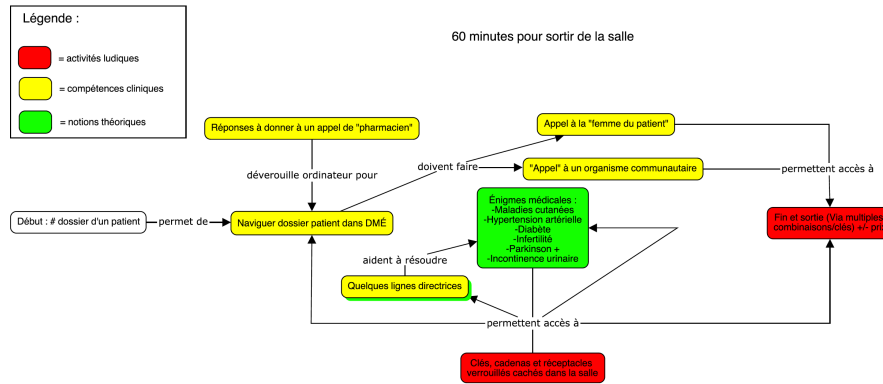 Légende :
= activités ludiques
= compétences cliniques
= notions théoriques
60 minutes pour sortir de la salle
Réponses à donner à un appel de "pharmacien"
Appel à la "femme du patient"
déverouille ordinateur pour
doivent faire
"Appel" à un organisme communautaire
permettent accès à
Début : # dossier d'un patient
permet de
Naviguer dossier patient dans DMÉ
Énigmes médicales :
-Maladies cutanées
-Hypertension artérielle
-Diabète
-Infertilité
-Parkinson +
-Incontinence urinaire
Fin et sortie (Via multiples
combinaisons/clés) +/- pri
aident à résoudre
Quelques lignes directrices
permettent accès à
Clés, cadenas et réceptacles
verrouillés cachés dans la salle